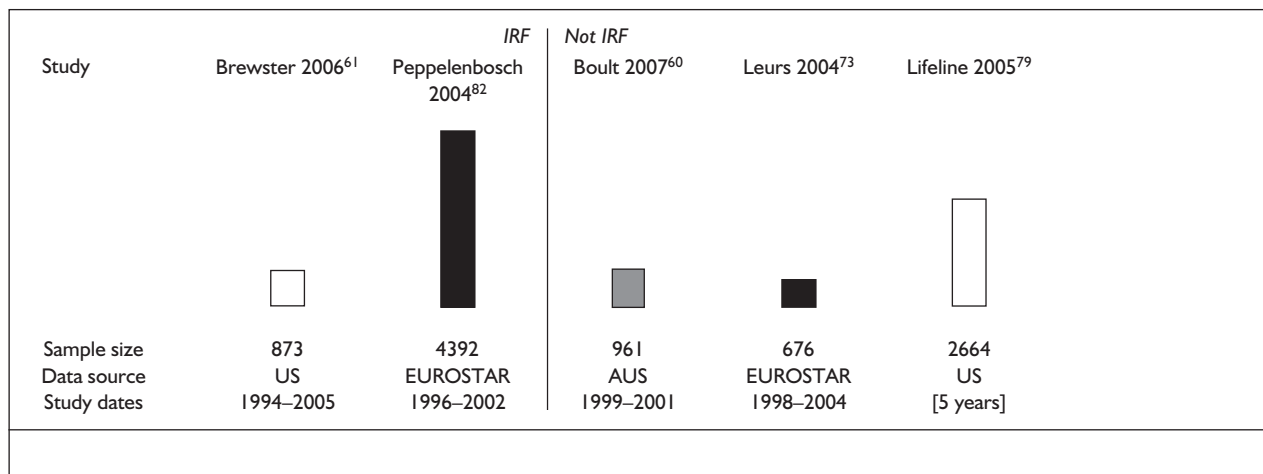 IRF Not IRF
Study Brewster 2006⁶¹ Peppelenbosch 2004⁸² Boult 2007⁶⁰ Leurs 2004⁷³ Lifeline 2005⁷⁹
Sample size 873 4392 961 676 2664
Data source US EUROSTAR AUS EUROSTAR US
Study dates 1994–2005 1996–2002 1999–2001 1998–2004 [5 years]